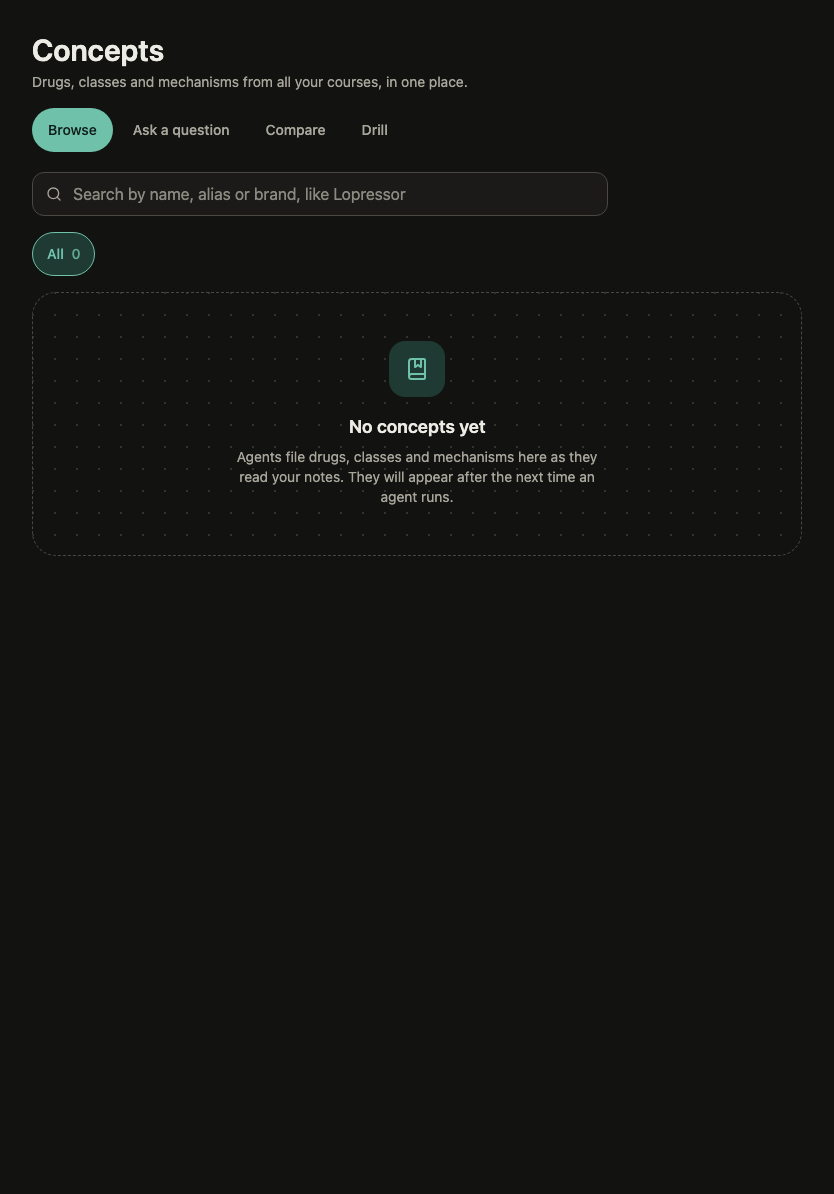 Concepts
Drugs, classes and mechanisms from all your courses, in one place.
Browse Ask a question Compare Drill
Search by name, alias or brand, like Lopressor
All 0
No concepts yet
Agents file drugs, classes and mechanisms here as they
read your notes. They will appear after the next time an
agent runs.